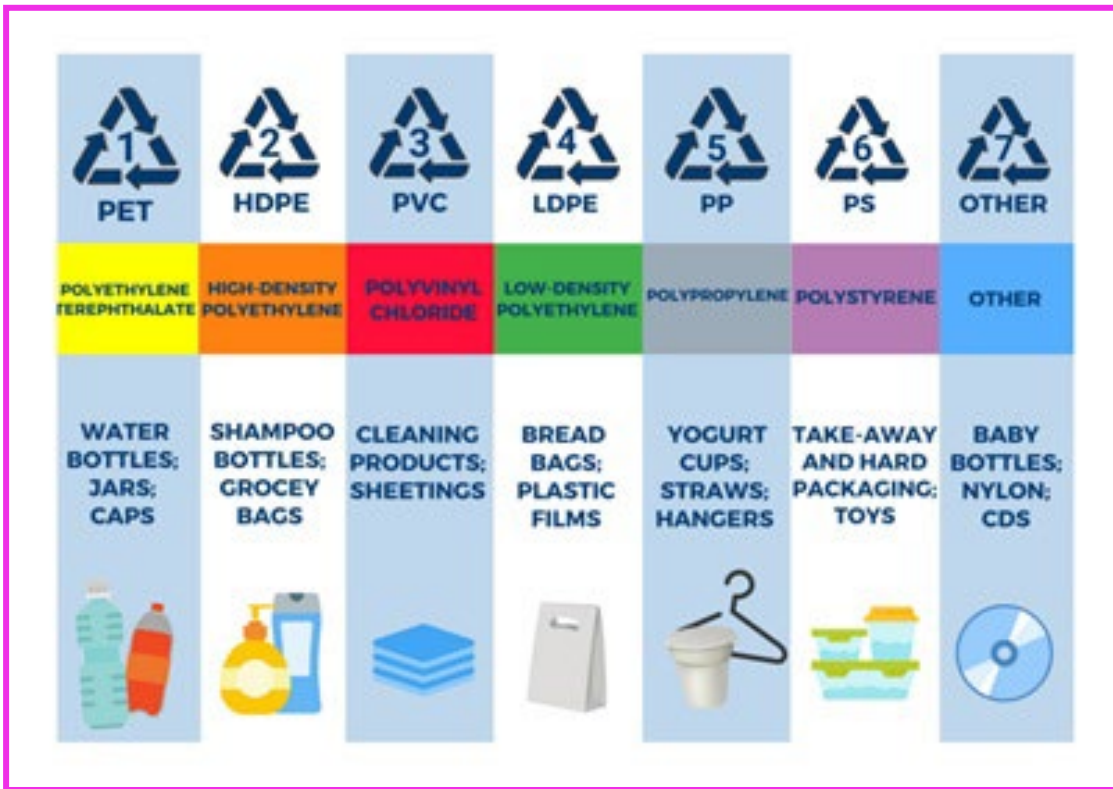 1
PET
2
HDPE
3
PVC
4
LDPE
5
PP
6
PS
7
OTHER
POLYETHYLENE
TEREPHTHALATE
HIGH-DENSITY
POLYETHYLENE
POLYVINYL
CHLORIDE
LOW-DENSITY
POLYETHYLENE
POLYPROPYLENE
POLYSTYRENE
OTHER
WATER
BOTTLES;
JARS;
CAPS
SHAMPOO
BOTTLES;
GROCEY
BAGS
CLEANING
PRODUCTS;
SHEETINGS
BREAD
BAGS;
PLASTIC
FILMS
YOGURT
CUPS;
STRAWS;
HANGERS
TAKE-AWAY
AND HARD
PACKAGING;
TOYS
BABY
BOTTLES;
NYLON;
CDS